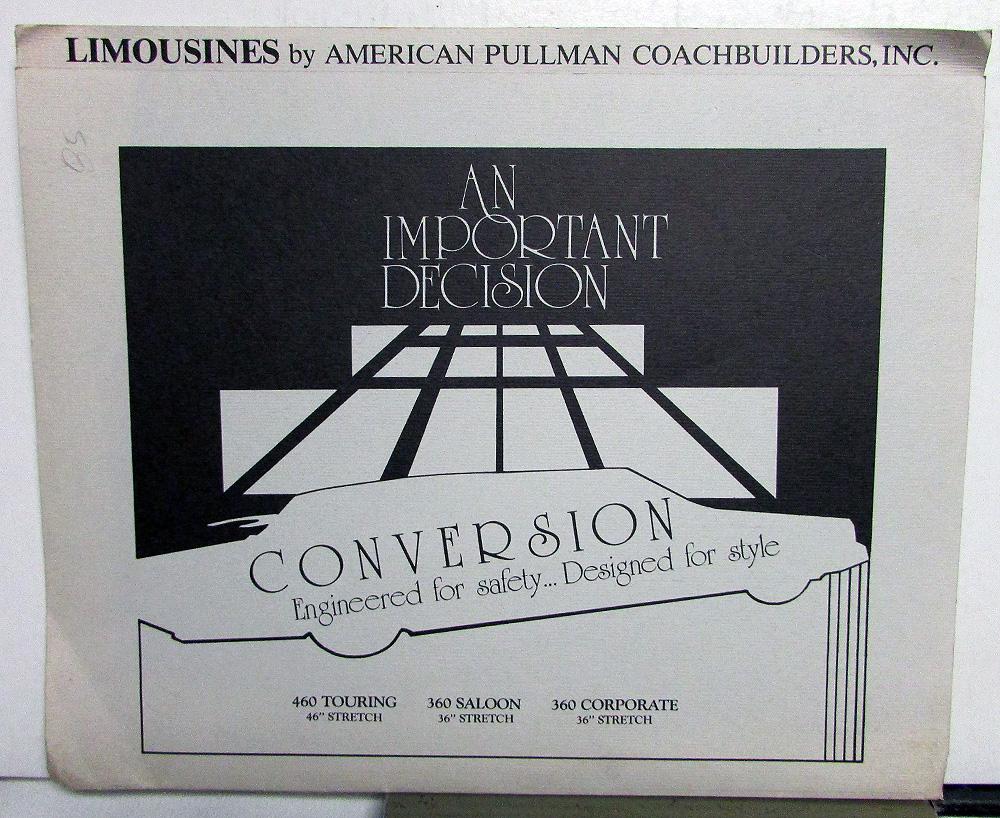 LIMOUSINES by AMERICAN PULLMAN COACHBUILDERS, INC.
AN
IMPORTANT
DECISION
CONVERSION
Engineered for safety... Designed for style
460 TOURING 360 SALOON 360 CORPORATE
46" STRETCH 36" STRETCH 36" STRETCH